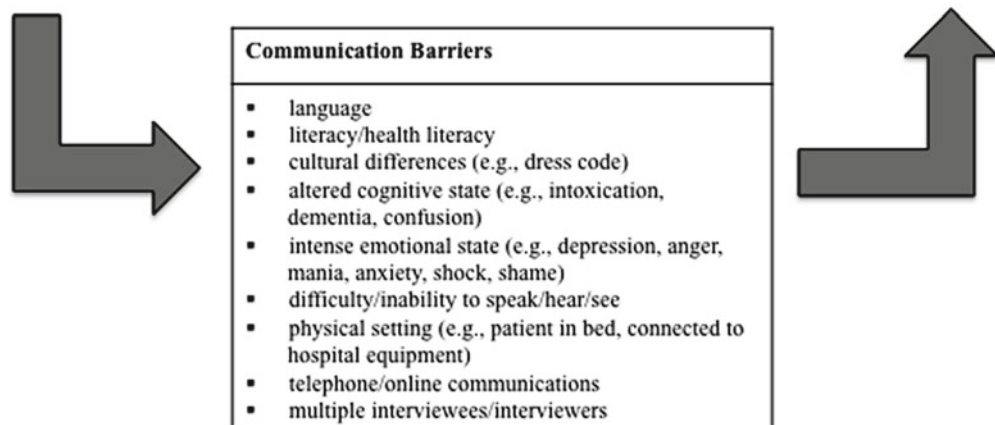 Communication Barriers
▪ language
▪ literacy/health literacy
▪ cultural differences (e.g., dress code)
▪ altered cognitive state (e.g., intoxication,
dementia, confusion)
▪ intense emotional state (e.g., depression, anger,
mania, anxiety, shock, shame)
▪ difficulty/inability to speak/hear/see
▪ physical setting (e.g., patient in bed, connected to
hospital equipment)
▪ telephone/online communications
▪ multiple interviewees/interviewers